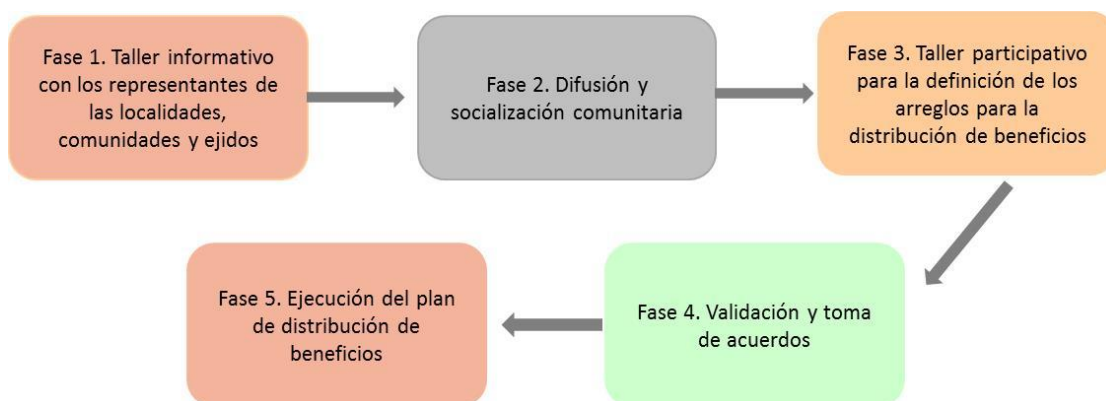 Fase 1. Taller informativo
con los representantes de
las localidades,
comunidades y ejidos
Fase 2. Difusión y
socialización comunitaria
Fase 3. Taller participativo
para la definición de los
arreglos para la
distribución de beneficios
Fase 4. Validación y toma
de acuerdos
Fase 5. Ejecución del plan
de distribución de
beneficios